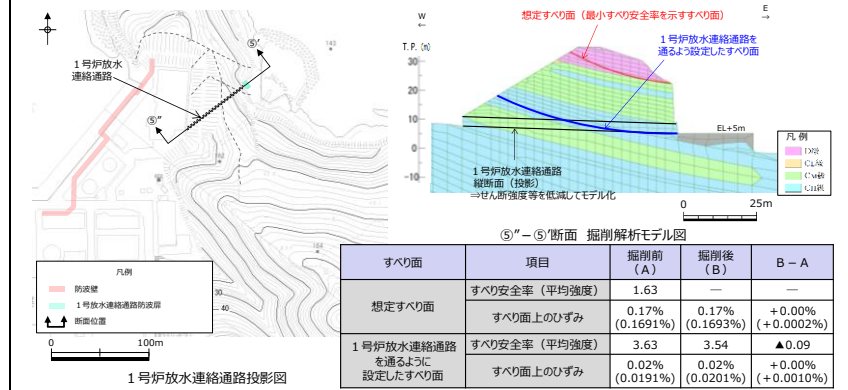 １号炉放水
連絡通路
⑤’
⑤”
143
162
156
30
40
凡例
防波壁
１号放水連絡通路防波扉
断面位置
0
100m
１号炉放水連絡通路投影図
W
←
E
→
想定すべり面（最小すべり安全率を示すすべり面）
１号炉放水連絡通路を
通るよう設定したすべり面
T.P.(m)
30
20
10
0
-10
EL+5m
１号炉放水連絡通路
縦断面（投影）
⇒せん断強度等を低減してモデル化
凡 例
D級
CL級
CM級
CH級
0
25m
⑤”－⑤’断面 掘削解析モデル図
すべり面 項目 掘削前（A） 掘削後（B） B－A
想定すべり面
すべり安全率（平均強度） 1.63 － －
すべり面上のひずみ 0.17% 0.17% +0.00%
(0.1691%) (0.1693%) (+0.0002%)
１号炉放水連絡通路
を通るように
設定したすべり面
すべり安全率（平均強度） 3.63 3.54 ▲0.09
すべり面上のひずみ 0.02% 0.02% +0.00%
(0.0191%) (0.0201%) (+0.0010%)